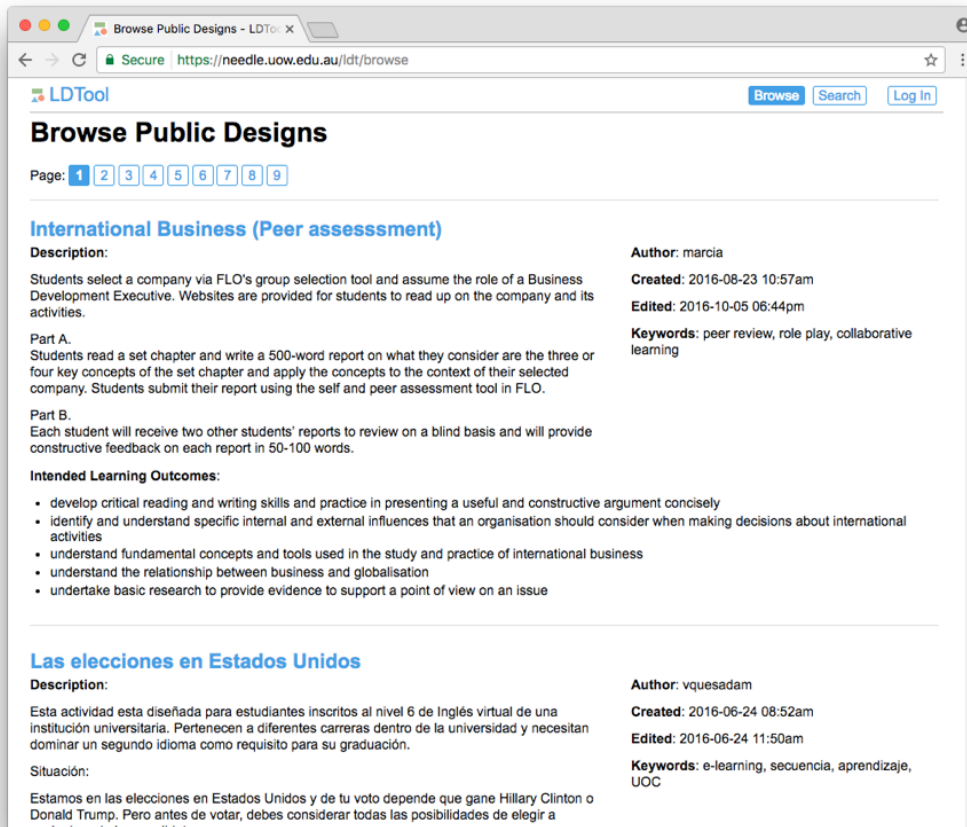 Browse Public Designs - LDToo
Secure https://needle.uow.edu.au/ldt/browse
LDTool
Browse Search Log In
Browse Public Designs
Page: 1 2 3 4 5 6 7 8 9
International Business (Peer assesssment)
Description:
Students select a company via FLO's group selection tool and assume the role of a Business
Development Executive. Websites are provided for students to read up on the company and its
activities.
Part A.
Students read a set chapter and write a 500-word report on what they consider are the three or
four key concepts of the set chapter and apply the concepts to the context of their selected
company. Students submit their report using the self and peer assessment tool in FLO.
Part B.
Each student will receive two other students' reports to review on a blind basis and will provide
constructive feedback on each report in 50-100 words.
Author: marcia
Created: 2016-08-23 10:57am
Edited: 2016-10-05 06:44pm
Keywords: peer review, role play, collaborative
learning
Intended Learning Outcomes:
• develop critical reading and writing skills and practice in presenting a useful and constructive argument concisely
• identify and understand specific internal and external influences that an organisation should consider when making decisions about international
activities
• understand fundamental concepts and tools used in the study and practice of international business
• understand the relationship between business and globalisation
• undertake basic research to provide evidence to support a point of view on an issue
Las elecciones en Estados Unidos
Description:
Esta actividad esta diseñada para estudiantes inscritos al nivel 6 de Inglés virtual de una
institución universitaria. Pertenecen a diferentes carreras dentro de la universidad y necesitan
dominar un segundo idioma como requisito para su graduación.
Situación:
Estamos en las elecciones en Estados Unidos y de tu voto depende que gane Hillary Clinton o
Donald Trump. Pero antes de votar, debes considerar todas las posibilidades de elegir a
Author: vquesadam
Created: 2016-06-24 08:52am
Edited: 2016-06-24 11:50am
Keywords: e-learning, secuencia, aprendizaje,
UOC